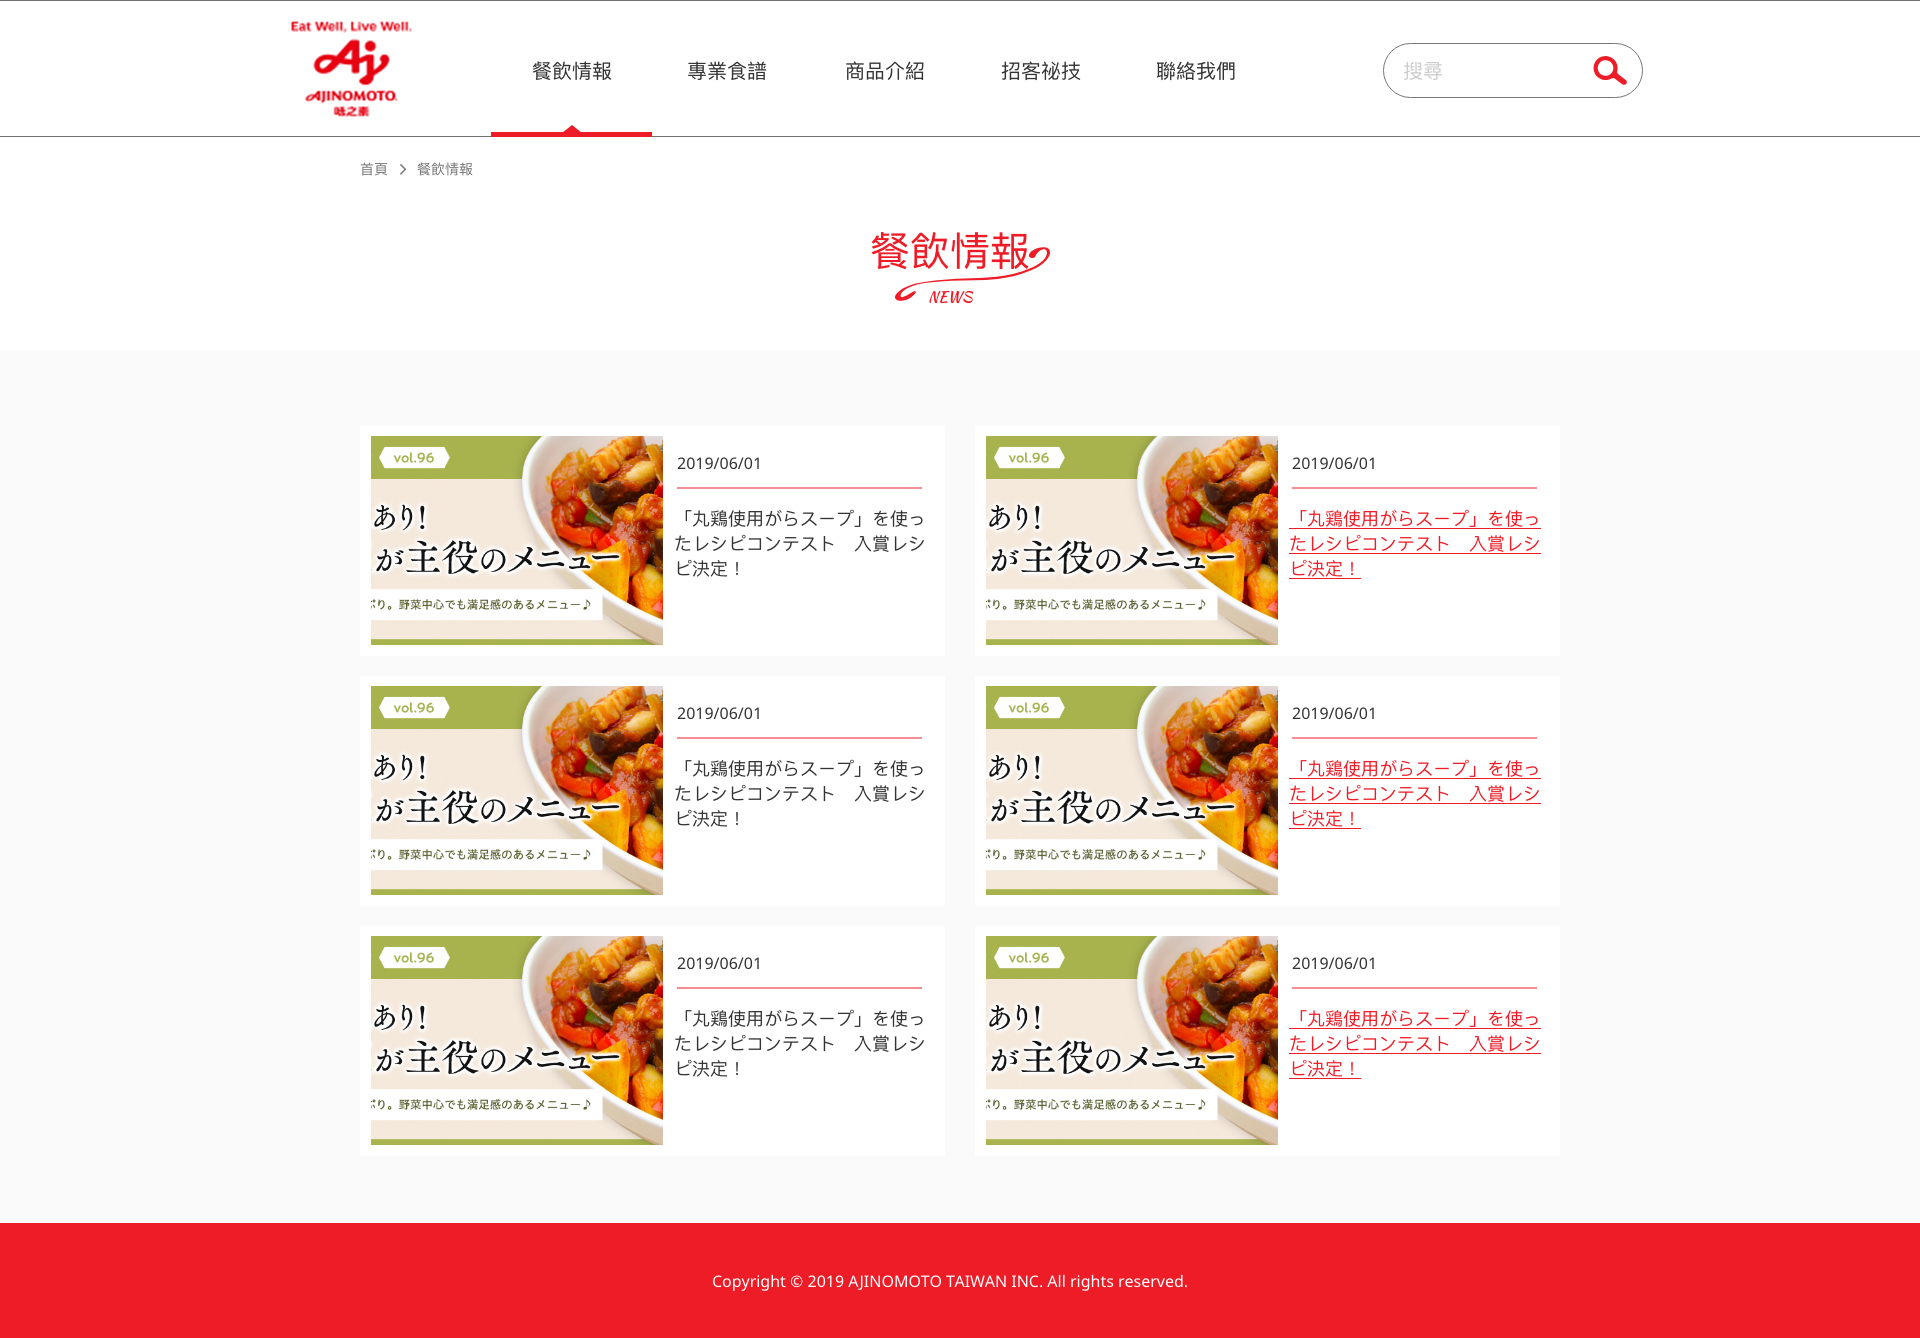 Eat Well, Live Well.
Aj
AJINOMOTO.
味之素
餐飲情報
專業食譜
商品介紹
招客祕技
聯絡我們
搜尋
首頁 > 餐飲情報
餐飲情報
NEWS
vol.96
あり!
が主役のメニュー
ぷり。野菜中心でも満足感のあるメニュー♪
2019/06/01
「丸鶏使用がらスープ」を使っ
たレシピコンテスト　入賞レシ
ピ決定！
vol.96
あり!
が主役のメニュー
ぷり。野菜中心でも満足感のあるメニュー♪
2019/06/01
「丸鶏使用がらスープ」を使っ
たレシピコンテスト　入賞レシ
ピ決定！
vol.96
あり!
が主役のメニュー
ぷり。野菜中心でも満足感のあるメニュー♪
2019/06/01
「丸鶏使用がらスープ」を使っ
たレシピコンテスト　入賞レシ
ピ決定！
vol.96
あり!
が主役のメニュー
ぷり。野菜中心でも満足感のあるメニュー♪
2019/06/01
「丸鶏使用がらスープ」を使っ
たレシピコンテスト　入賞レシ
ピ決定！
vol.96
あり!
が主役のメニュー
ぷり。野菜中心でも満足感のあるメニュー♪
2019/06/01
「丸鶏使用がらスープ」を使っ
たレシピコンテスト　入賞レシ
ピ決定！
vol.96
あり!
が主役のメニュー
ぷり。野菜中心でも満足感のあるメニュー♪
2019/06/01
「丸鶏使用がらスープ」を使っ
たレシピコンテスト　入賞レシ
ピ決定！
Copyright © 2019 AJINOMOTO TAIWAN INC. All rights reserved.